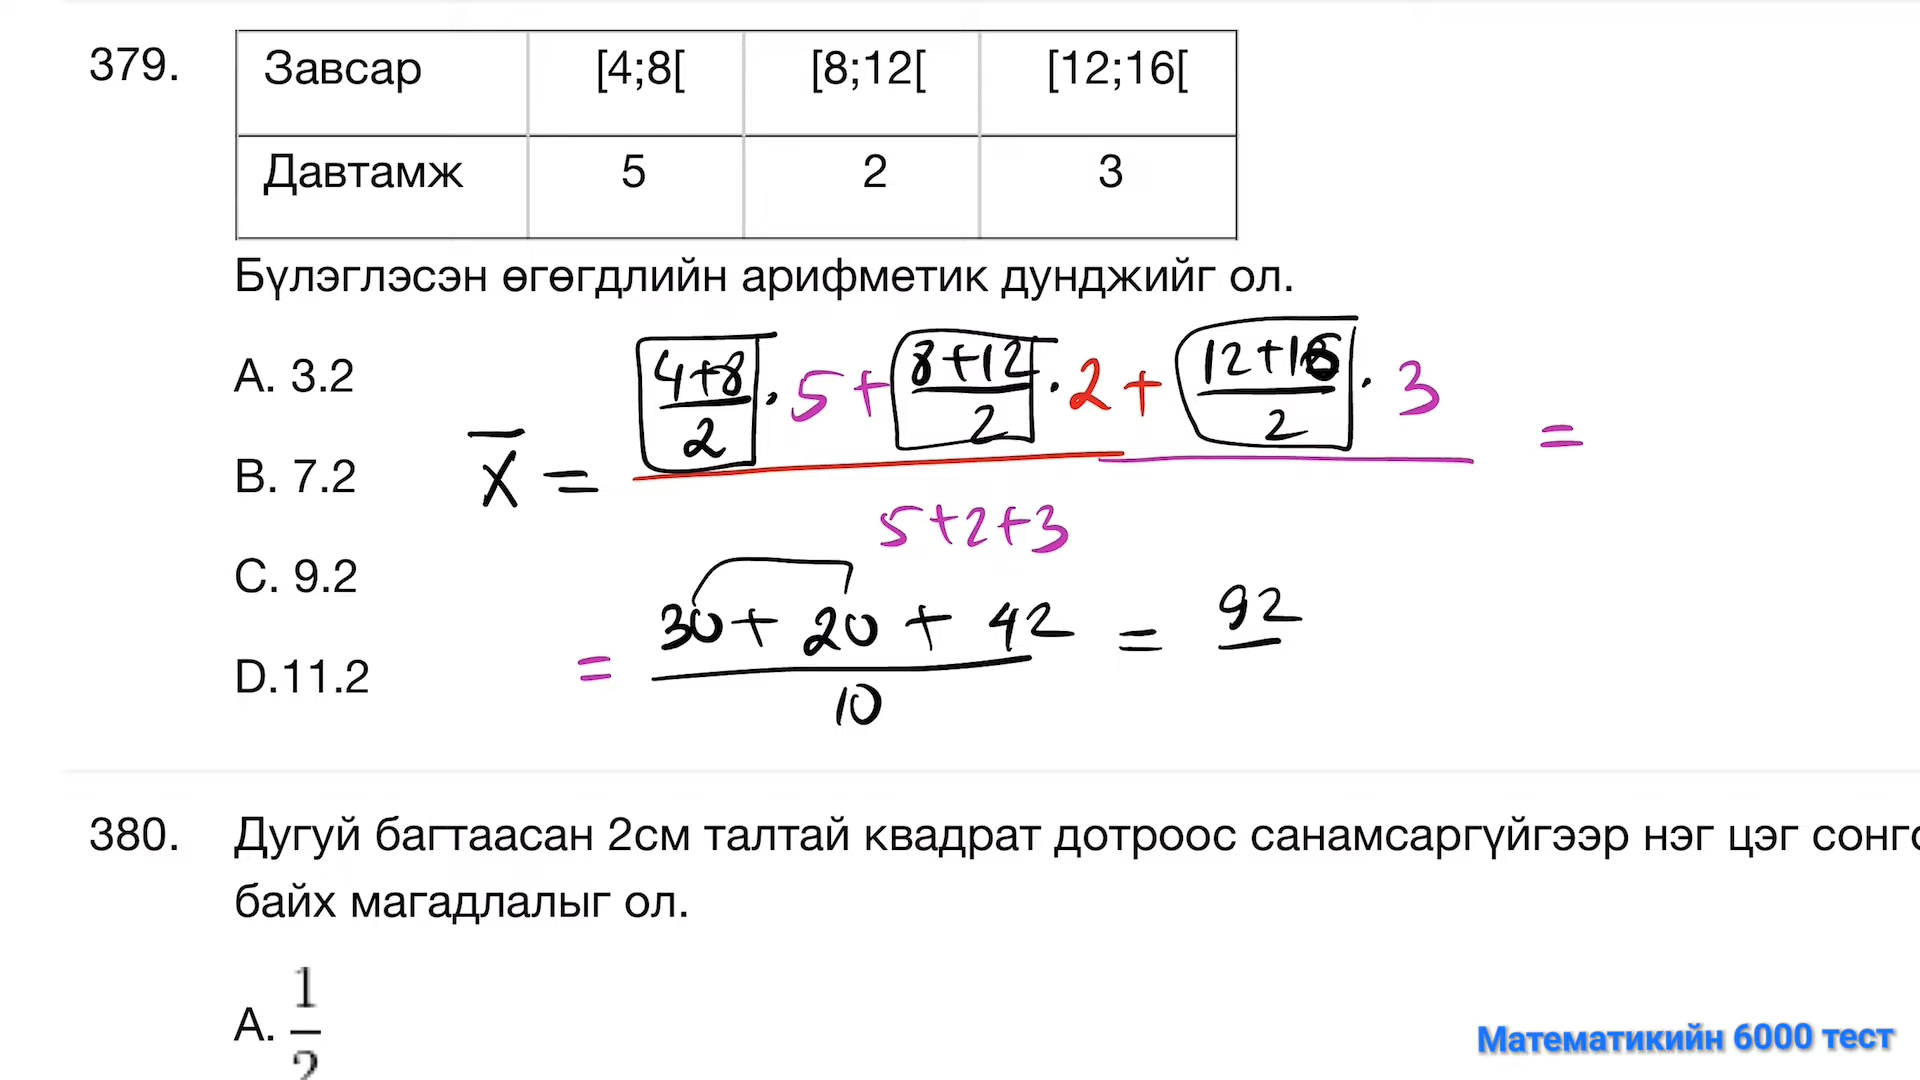 379.
Завсар [4;8[ [8;12[ [12;16[
Давтамж 5 2 3
Бүлэглэсэн өгөгдлийн арифметик дунджийг ол.
A. 3.2
B. 7.2
C. 9.2
D.11.2
x̄ = (4+8)/2 · 5 + (8+12)/2 · 2 + (12+16)/2 · 3 =
5+2+3
= 30 + 20 + 42 = 92
10
380. Дугуй багтаасан 2см талтай квадрат дотроос санамсаргүйгээр нэг цэг
байх магадлалыг ол.
A. 1/2
Математикийн 6000 тест